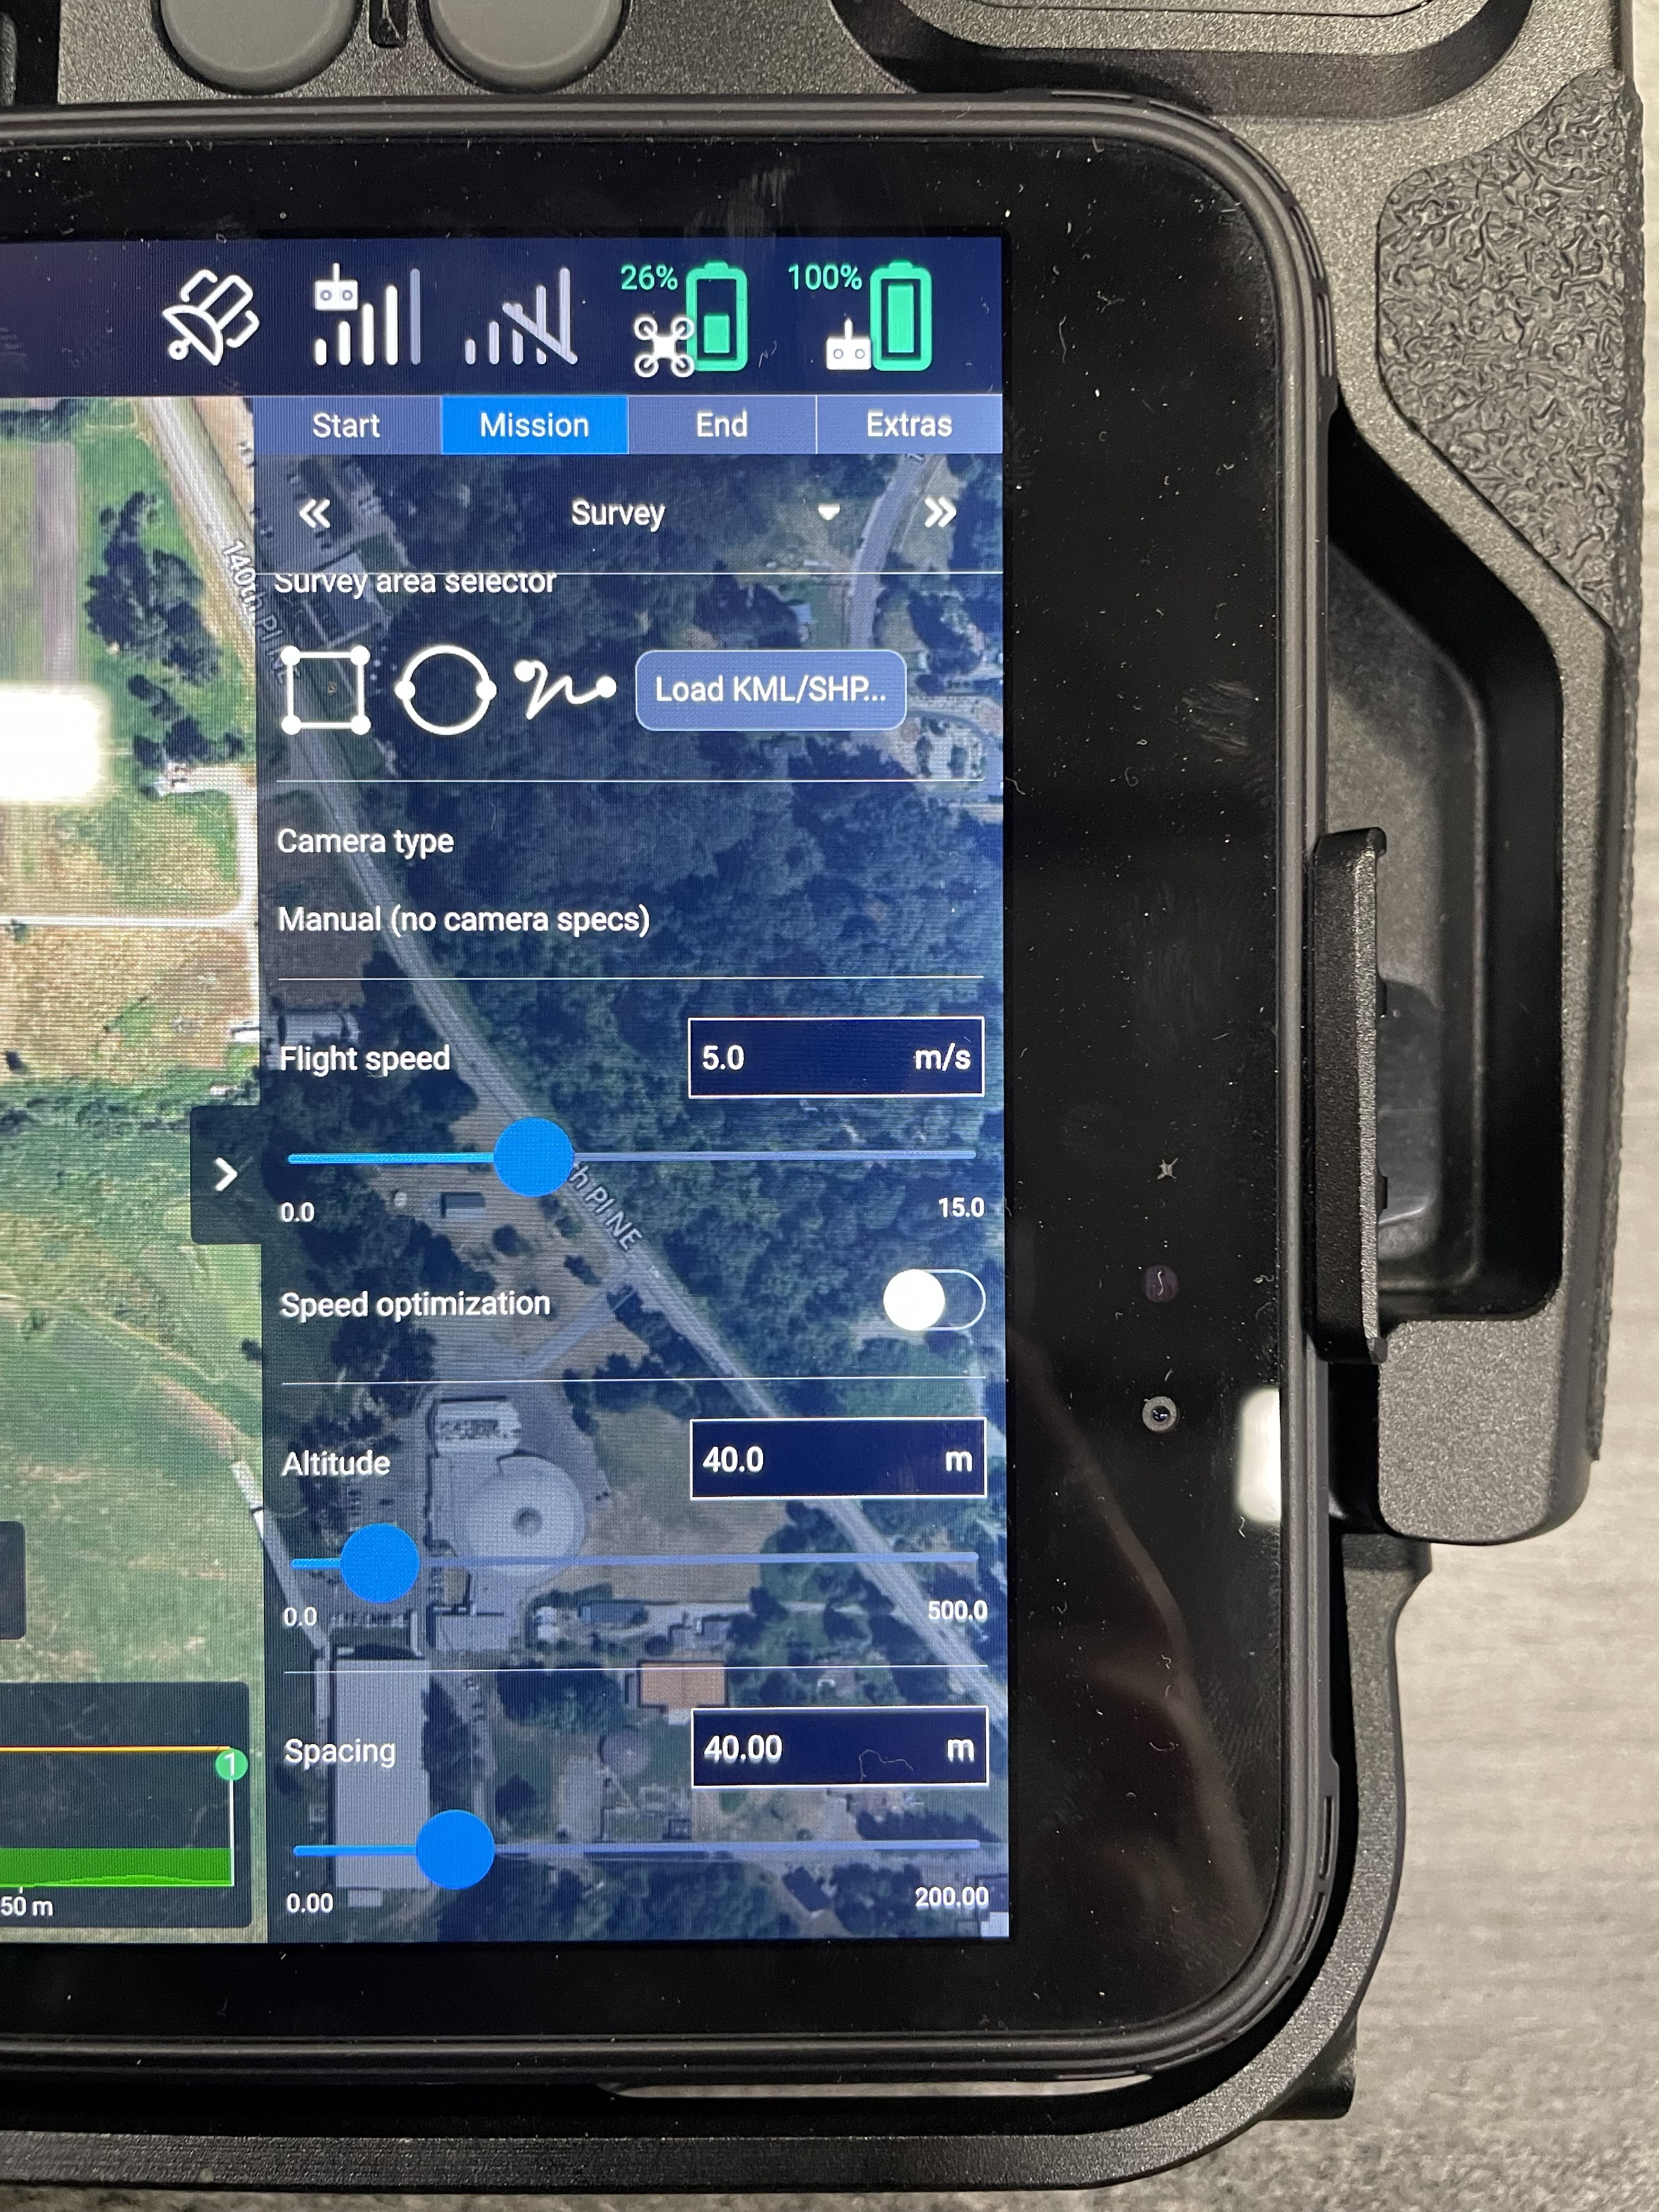 26%
100%
Start
Mission
End
Extras
Survey
140th Pl NE
Survey area selector
Load KML/SHP...
Camera type
Manual (no camera specs)
Flight speed
5.0 m/s
th Pl NE
0.0
15.0
Speed optimization
Altitude
40.0 m
0.0
500.0
1
Spacing
40.00 m
50 m
0.00
200.00